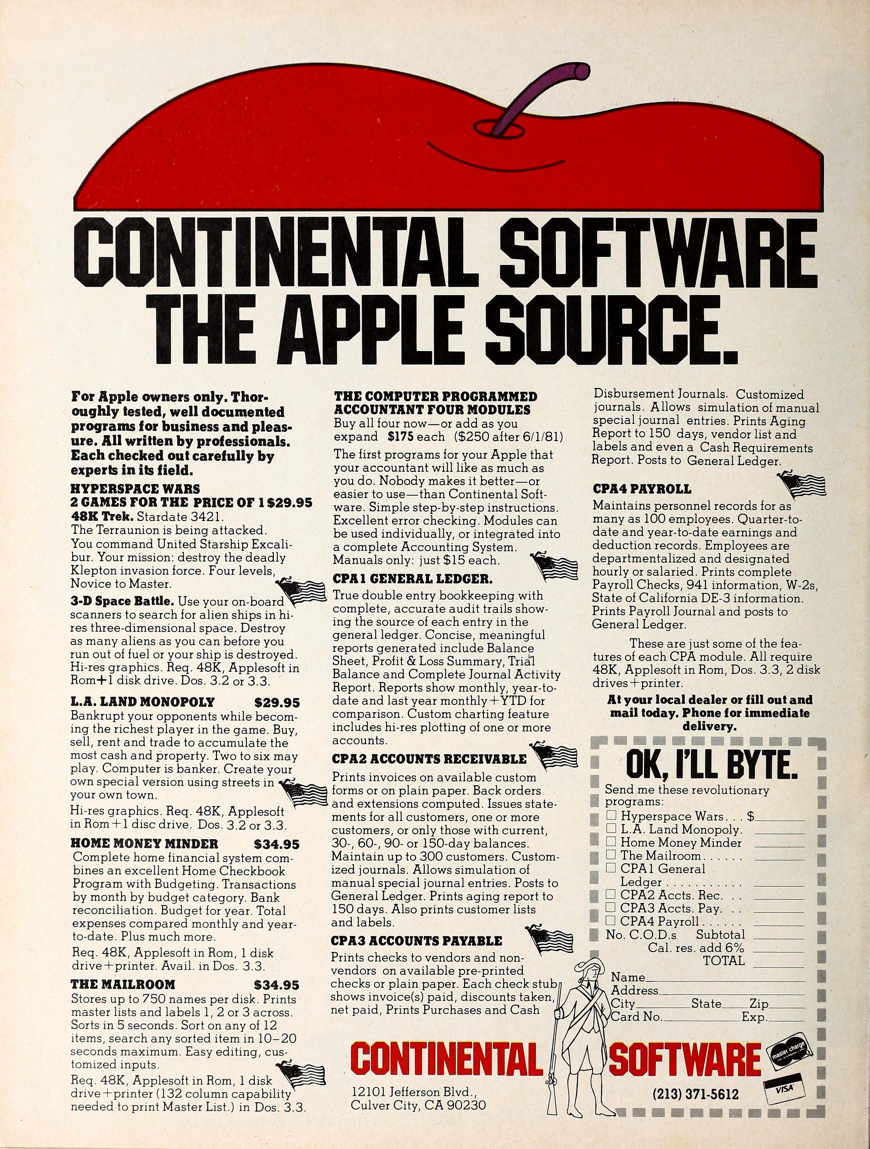 CONTINENTAL SOFTWARE
THE APPLE SOURCE.
For Apple owners only. Thor-
oughly tested, well documented
programs for business and pleas-
ure. All written by professionals.
Each checked out carefully by
experts in its field.
HYPERSPACE WARS
2 GAMES FOR THE PRICE OF 1 $29.95
48K Trek. Stardate 3421.
The Terraunion is being attacked.
You command United Starship Excali-
bur. Your mission: destroy the deadly
Klepton invasion force. Four levels,
Novice to Master.
3-D Space Battle. Use your on-board
scanners to search for alien ships in hi-
res three-dimensional space. Destroy
as many aliens as you can before you
run out of fuel or your ship is destroyed.
Hi-res graphics. Req. 48K, Applesoft in
Rom+1 disk drive. Dos. 3.2 or 3.3.
L.A. LAND MONOPOLY $29.95
Bankrupt your opponents while becom-
ing the richest player in the game. Buy,
sell, rent and trade to accumulate the
most cash and property. Two to six may
play. Computer is banker. Create your
own special version using streets in
your own town.
Hi-res graphics. Req. 48K, Applesoft
in Rom+1 disc drive. Dos. 3.2 or 3.3.
HOME MONEY MINDER $34.95
Complete home financial system com-
bines an excellent Home Checkbook
Program with Budgeting. Transactions
by month by budget category. Bank
reconciliation. Budget for year. Total
expenses compared monthly and year-
to-date. Plus much more.
Req. 48K, Applesoft in Rom, 1 disk
drive+printer. Avail. in Dos. 3.3.
THE MAILROOM $34.95
Stores up to 750 names per disk. Prints
master lists and labels 1, 2 or 3 across.
Sorts in 5 seconds. Sort on any of 12
items, search any sorted item in 10–20
seconds maximum. Easy editing, cus-
tomized inputs.
Req. 48K, Applesoft in Rom, 1 disk
drive+printer (132 column capability
needed to print Master List.) in Dos. 3.3.
THE COMPUTER PROGRAMMED
ACCOUNTANT FOUR MODULES
Buy all four now—or add as you
expand $175 each ($250 after 6/1/81)
The first programs for your Apple that
your accountant will like as much as
you do. Nobody makes it better—or
easier to use—than Continental Soft-
ware. Simple step-by-step instructions.
Excellent error checking. Modules can
be used individually, or integrated into
a complete Accounting System.
Manuals only: just $15 each.
CPA1 GENERAL LEDGER.
True double entry bookkeeping with
complete, accurate audit trails show-
ing the source of each entry in the
general ledger. Concise, meaningful
reports generated include Balance
Sheet, Profit & Loss Summary, Trial
Balance and Complete Journal Activity
Report. Reports show monthly, year-to-
date and last year monthly+YTD for
comparison. Custom charting feature
includes hi-res plotting of one or more
accounts.
CPA2 ACCOUNTS RECEIVABLE
Prints invoices on available custom
forms or on plain paper. Back orders
and extensions computed. Issues state-
ments for all customers, one or more
customers, or only those with current,
30-, 60-, 90- or 150-day balances.
Maintain up to 300 customers. Custom-
ized journals. Allows simulation of
manual special journal entries. Posts to
General Ledger. Prints aging report to
150 days. Also prints customer lists
and labels.
CPA3 ACCOUNTS PAYABLE
Prints checks to vendors and non-
vendors on available pre-printed
checks or plain paper. Each check stub
shows invoice(s) paid, discounts taken,
net paid, Prints Purchases and Cash
Disbursement Journals. Customized
journals. Allows simulation of manual
special journal entries. Prints Aging
Report to 150 days, vendor list and
labels and even a Cash Requirements
Report. Posts to General Ledger.
CPA4 PAYROLL
Maintains personnel records for as
many as 100 employees. Quarter-to-
date and year-to-date earnings and
deduction records. Employees are
departmentalized and designated
hourly or salaried. Prints complete
Payroll Checks, 941 information, W-2s,
State of California DE-3 information.
Prints Payroll Journal and posts to
General Ledger.
These are just some of the fea-
tures of each CPA module. All require
48K, Applesoft in Rom, Dos. 3.3, 2 disk
drives+printer.
At your local dealer or fill out and
mail today. Phone for immediate
delivery.
OK, I'LL BYTE.
Send me these revolutionary
programs:
☐ Hyperspace Wars. . . $
☐ L.A. Land Monopoly.
☐ Home Money Minder
☐ The Mailroom . . . . . .
☐ CPA1 General
Ledger . . . . . . . . . . .
☐ CPA2 Accts. Rec. . . .
☐ CPA3 Accts. Pay. . . .
☐ CPA4 Payroll . . . . . .
No. C.O.D.s Subtotal
Cal. res. add 6%
TOTAL
Name
Address
City State Zip
Card No. Exp.
CONTINENTAL SOFTWARE
12101 Jefferson Blvd.,
Culver City, CA 90230
(213) 371-5612
master charge
VISA